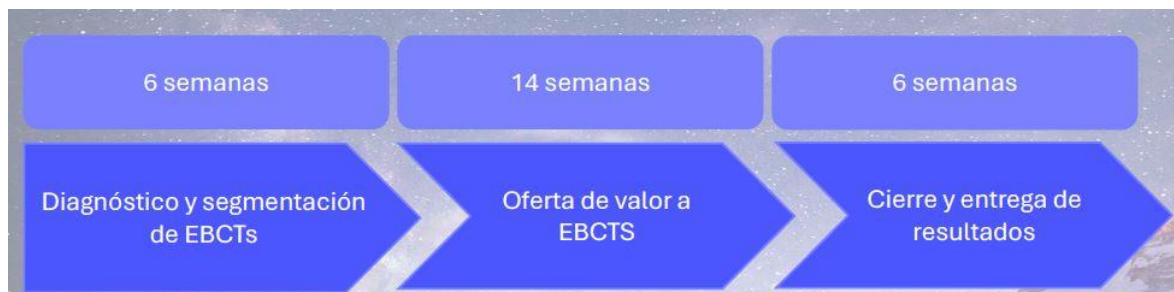 6 semanas
14 semanas
6 semanas
Diagnóstico y segmentación
de EBCTs
Oferta de valor a
EBCTS
Cierre y entrega de
resultados